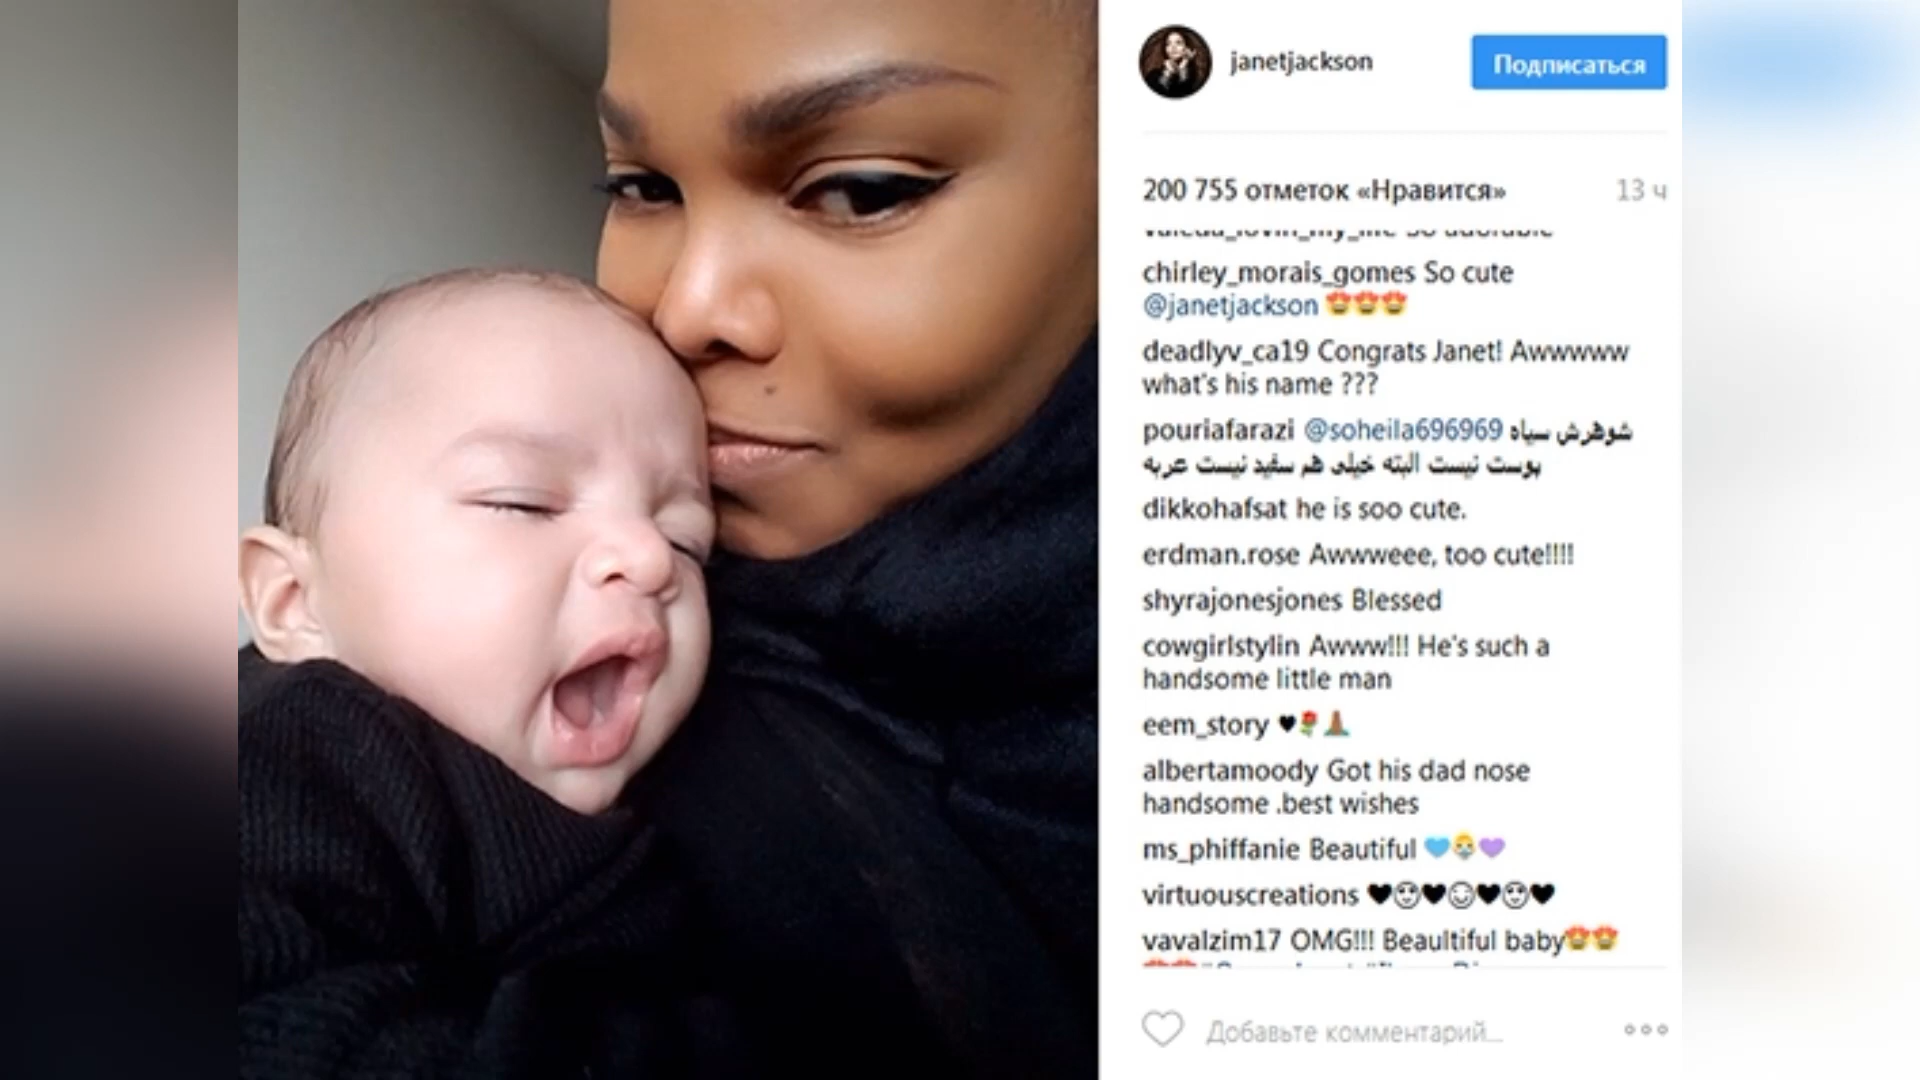 janetjackson
Подписаться
200 755 отметок «Нравится»
13 ч
chirley_morais_gomes So cute
@janetjackson
deadlyv_ca19 Congrats Janet! Awwwww
what's his name ???
pouriafarazi @soheila696969 شوهرش سیاه
پوست نیست البته خیلی هم سفید نیست عربه
dikkohafsat he is soo cute.
erdman.rose Awwweee, too cute!!!!
shyrajonesjones Blessed
cowgirlstylin Awww!!! He's such a
handsome little man
eem_story
albertamoody Got his dad nose
handsome .best wishes
ms_phiffanie Beautiful
virtuouscreations
vavalzim17 OMG!!! Beaultiful baby
Добавьте комментарий...